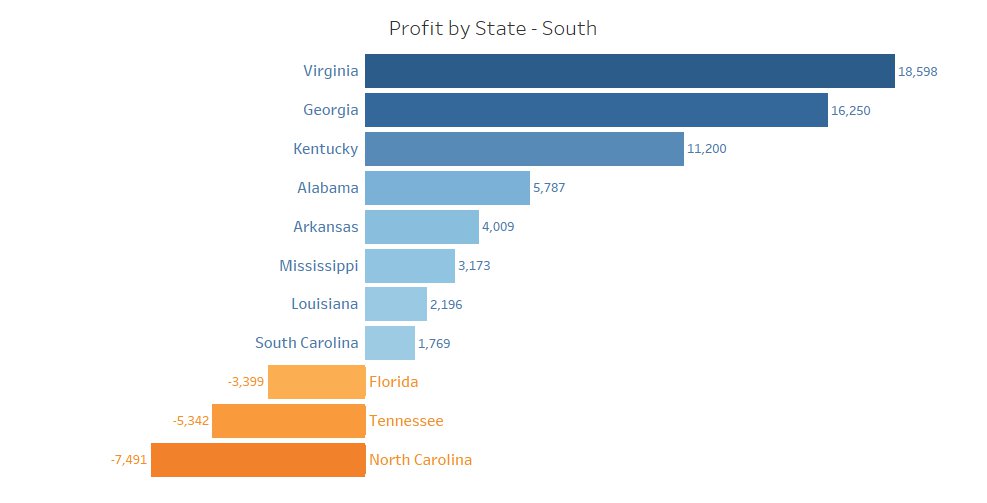 Profit by State - South
Virginia 18,598
Georgia 16,250
Kentucky 11,200
Alabama 5,787
Arkansas 4,009
Mississippi 3,173
Louisiana 2,196
South Carolina 1,769
-3,399 Florida
-5,342 Tennessee
-7,491 North Carolina